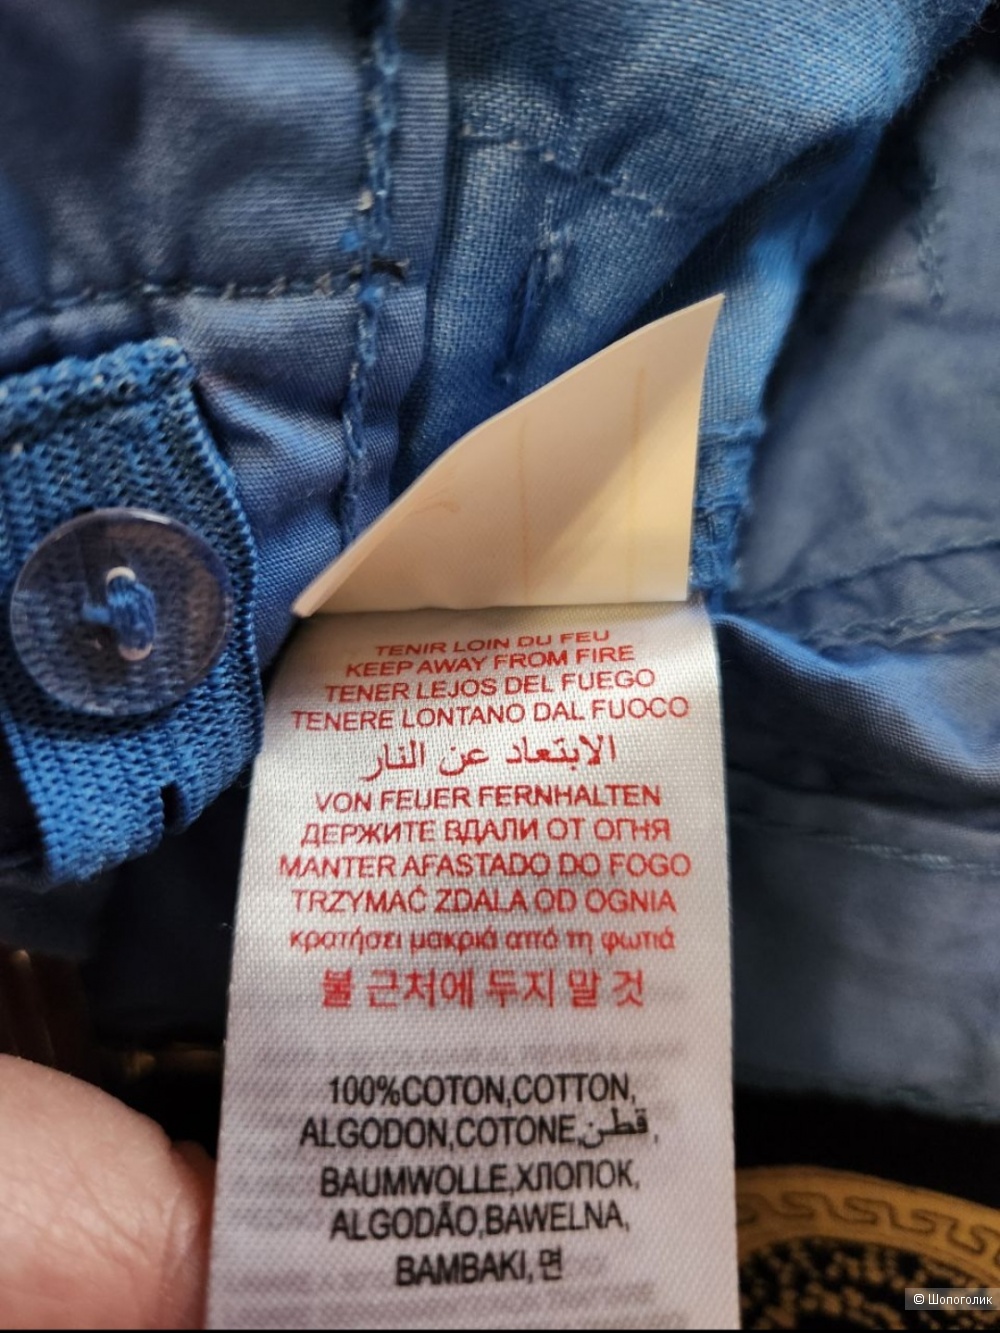 TENIR LOIN DU FEU
KEEP AWAY FROM FIRE
TENER LEJOS DEL FUEGO
TENERE LONTANO DAL FUOCO
الابتعاد عن النار
VON FEUER FERNHALTEN
ДЕРЖИТЕ ВДАЛИ ОТ ОГНЯ
MANTER AFASTADO DO FOGO
TRZYMAĆ ZDALA OD OGNIA
κρατήσει μακριά από τη φωτιά
불 근처에 두지 말 것
100%COTON,COTTON,
ALGODON,COTONE,قطن,
BAUMWOLLE,ХЛОПОК,
ALGODÃO,BAWELNA,
BAMBAKI,면
© Шопоголик